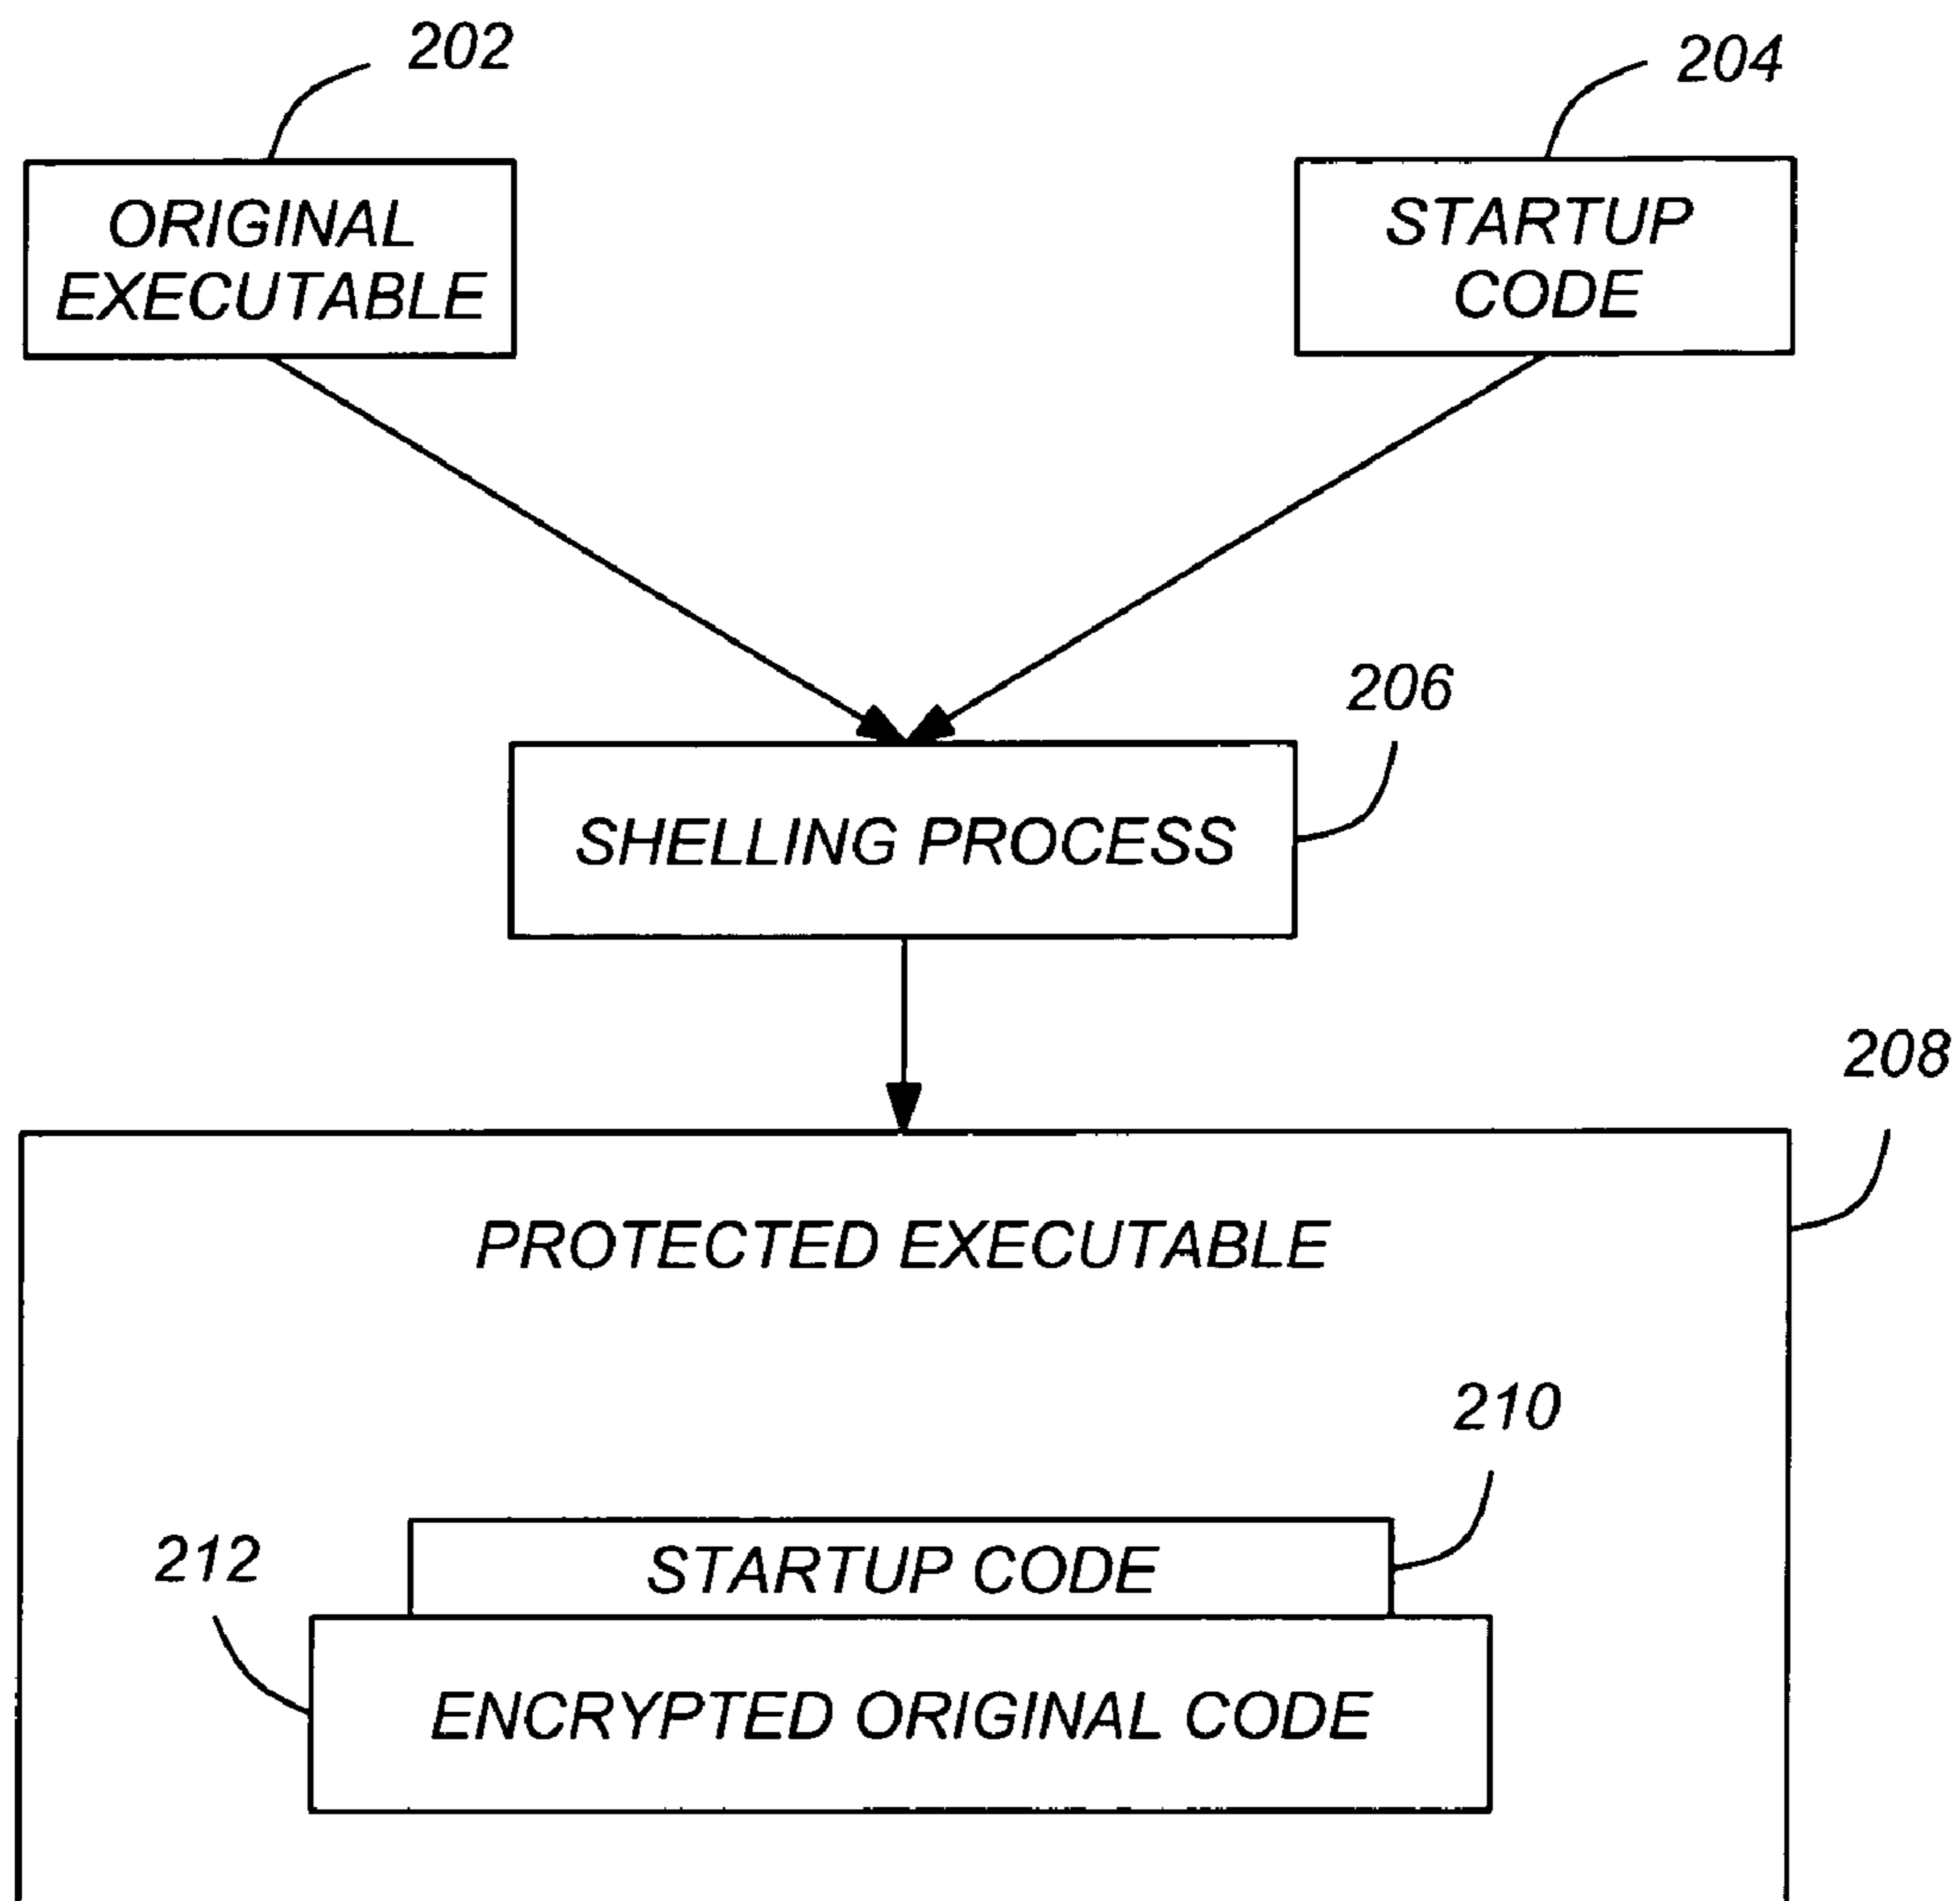 202
204
ORIGINAL
EXECUTABLE
STARTUP
CODE
206
SHELLING PROCESS
208
PROTECTED EXECUTABLE
210
212
STARTUP CODE
ENCRYPTED ORIGINAL CODE